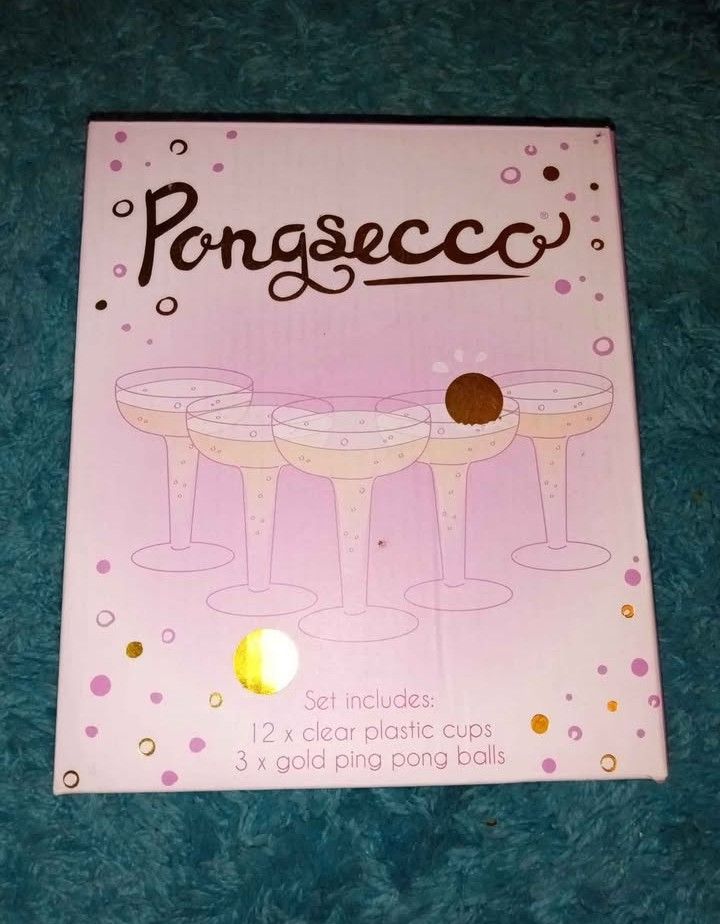 Pongsecco®
Set includes:
12 x clear plastic cups
3 x gold ping pong balls